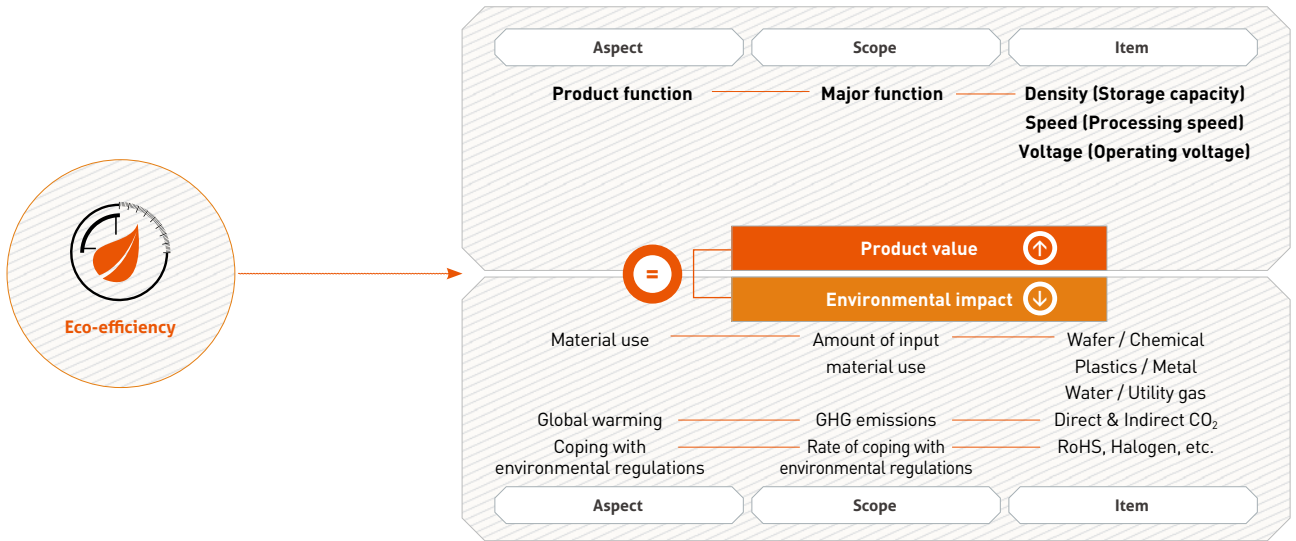 Aspect
Scope
Item
Product function
Major function
Density (Storage capacity)
Speed (Processing speed)
Voltage (Operating voltage)
Eco-efficiency
=
Product value
Environmental impact
Material use
Amount of input
material use
Wafer / Chemical
Plastics / Metal
Water / Utility gas
Global warming
GHG emissions
Direct & Indirect CO₂
Coping with
environmental regulations
Rate of coping with
environmental regulations
RoHS, Halogen, etc.
Aspect
Scope
Item